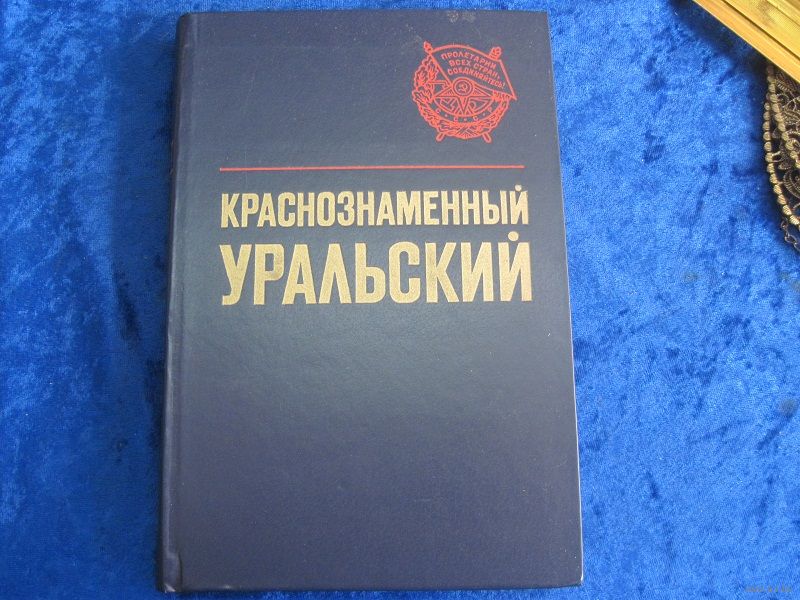 ПРОЛЕТАРИИ
ВСЕХ СТРАН,
СОЕДИНЯЙТЕСЬ!
С.С.С.Р.
КРАСНОЗНАМЕННЫЙ
УРАЛЬСКИЙ